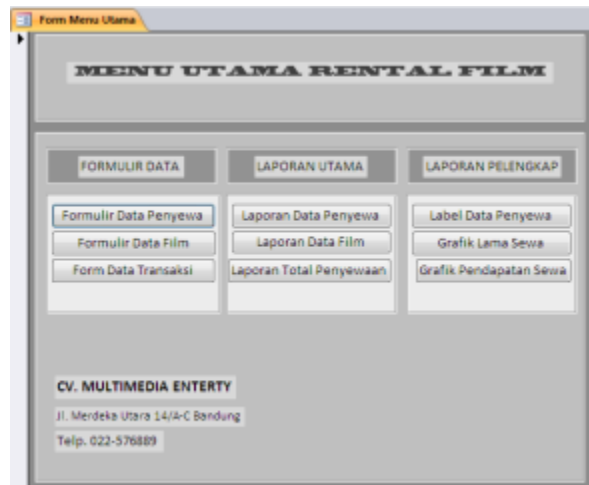 Form Menu Utama
MENU UTAMA RENTAL FILM
FORMULIR DATA
LAPORAN UTAMA
LAPORAN PELENGKAP
Formulir Data Penyewa
Laporan Data Penyewa
Label Data Penyewa
Formulir Data Film
Laporan Data Film
Grafik Lama Sewa
Form Data Transaksi
Laporan Total Penyewaan
Grafik Pendapatan Sewa
CV. MULTIMEDIA ENTERTY
Jl. Merdeka Utara 14/A-C Bandung
Telp. 022-576889